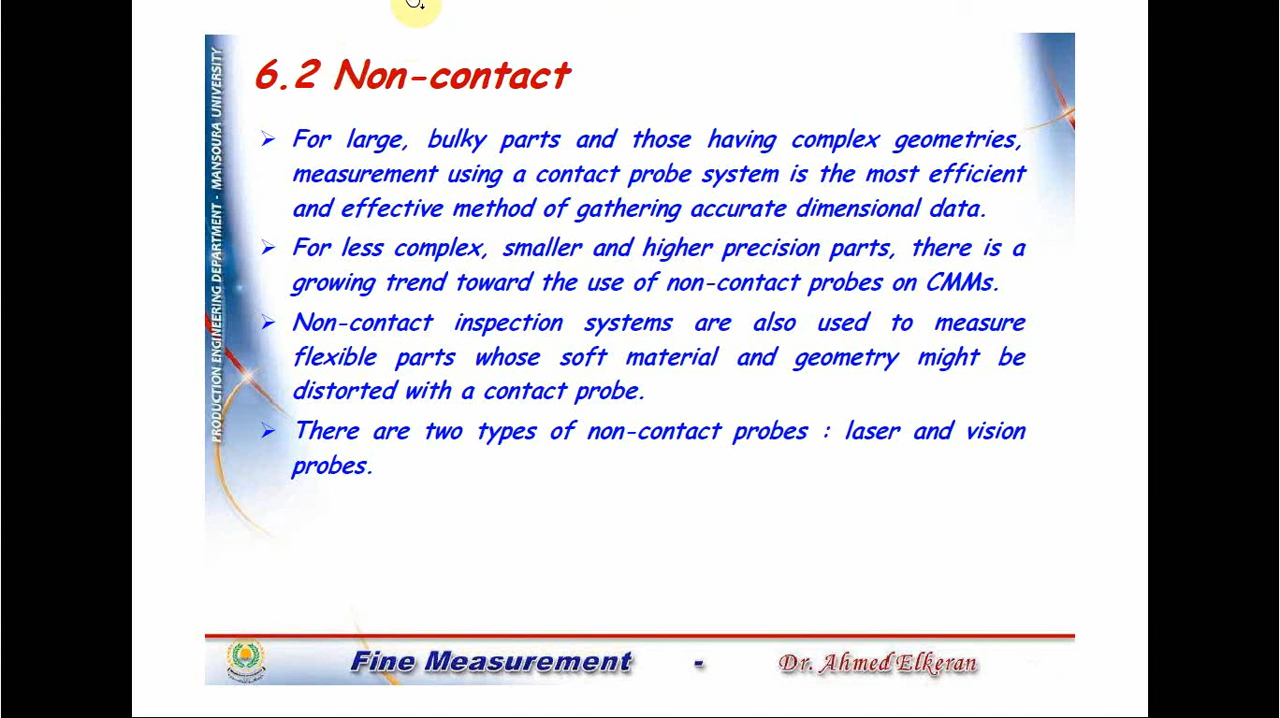 6.2 Non-contact
For large, bulky parts and those having complex geometries,
measurement using a contact probe system is the most efficient
and effective method of gathering accurate dimensional data.
For less complex, smaller and higher precision parts, there is a
growing trend toward the use of non-contact probes on CMMs.
Non-contact inspection systems are also used to measure
flexible parts whose soft material and geometry might be
distorted with a contact probe.
There are two types of non-contact probes : laser and vision
probes.
PRODUCTION ENGINEERING DEPARTMENT - MANSOURA UNIVERSITY
Fine Measurement - Dr. Ahmed Elkeran